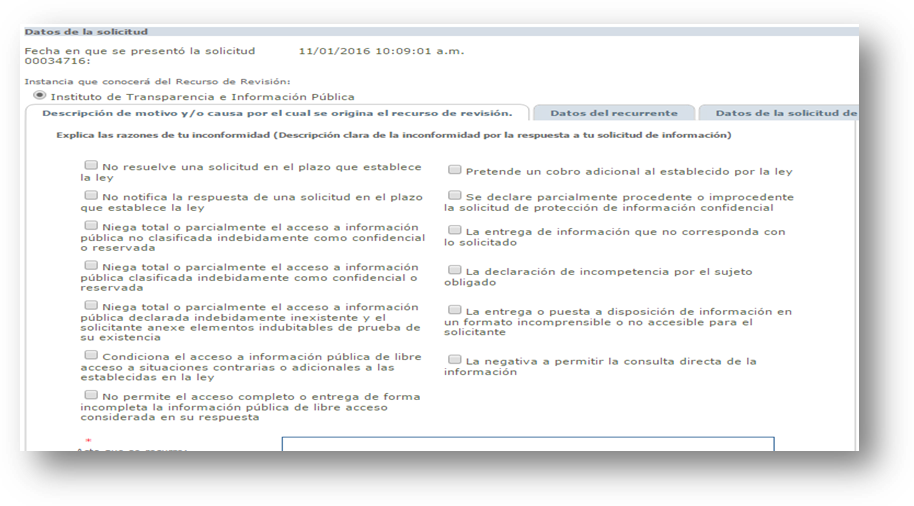 Datos de la solicitud
Fecha en que se presentó la solicitud 11/01/2016 10:09:01 a.m.
00034716:
Instancia que conocerá del Recurso de Revisión:
Instituto de Transparencia e Información Pública
Descripción de motivo y/o causa por el cual se origina el recurso de revisión. Datos del recurrente Datos de la solicitud de
Explica las razones de tu inconformidad (Descripción clara de la inconformidad por la respuesta a tu solicitud de información)
No resuelve una solicitud en el plazo que establece
la ley
No notifica la respuesta de una solicitud en el plazo
que establece la ley
Niega total o parcialmente el acceso a información
pública no clasificada indebidamente como confidencial
o reservada
Niega total o parcialmente el acceso a información
pública clasificada indebidamente como confidencial o
reservada
Niega total o parcialmente el acceso a información
pública declarada indebidamente inexistente y el
solicitante anexe elementos indubitables de prueba de
su existencia
Condiciona el acceso a información pública de libre
acceso a situaciones contrarias o adicionales a las
establecidas en la ley
No permite el acceso completo o entrega de forma
incompleta la información pública de libre acceso
considerada en su respuesta
Pretende un cobro adicional al establecido por la ley
Se declare parcialmente procedente o improcedente
la solicitud de protección de información confidencial
La entrega de información que no corresponda con
lo solicitado
La declaración de incompetencia por el sujeto
obligado
La entrega o puesta a disposición de información en
un formato incomprensible o no accesible para el
solicitante
La negativa a permitir la consulta directa de la
información
*